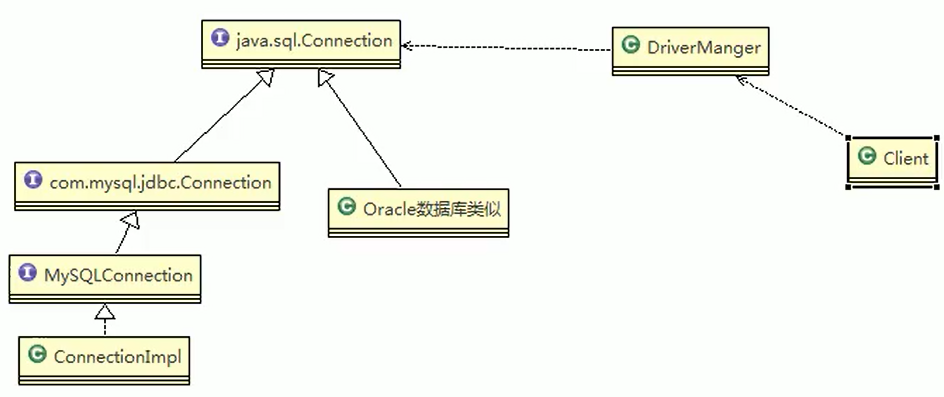 I java.sql.Connection
C DriverManger
C Client
I com.mysql.jdbc.Connection
C Oracle数据库类似
I MySQLConnection
C ConnectionImpl